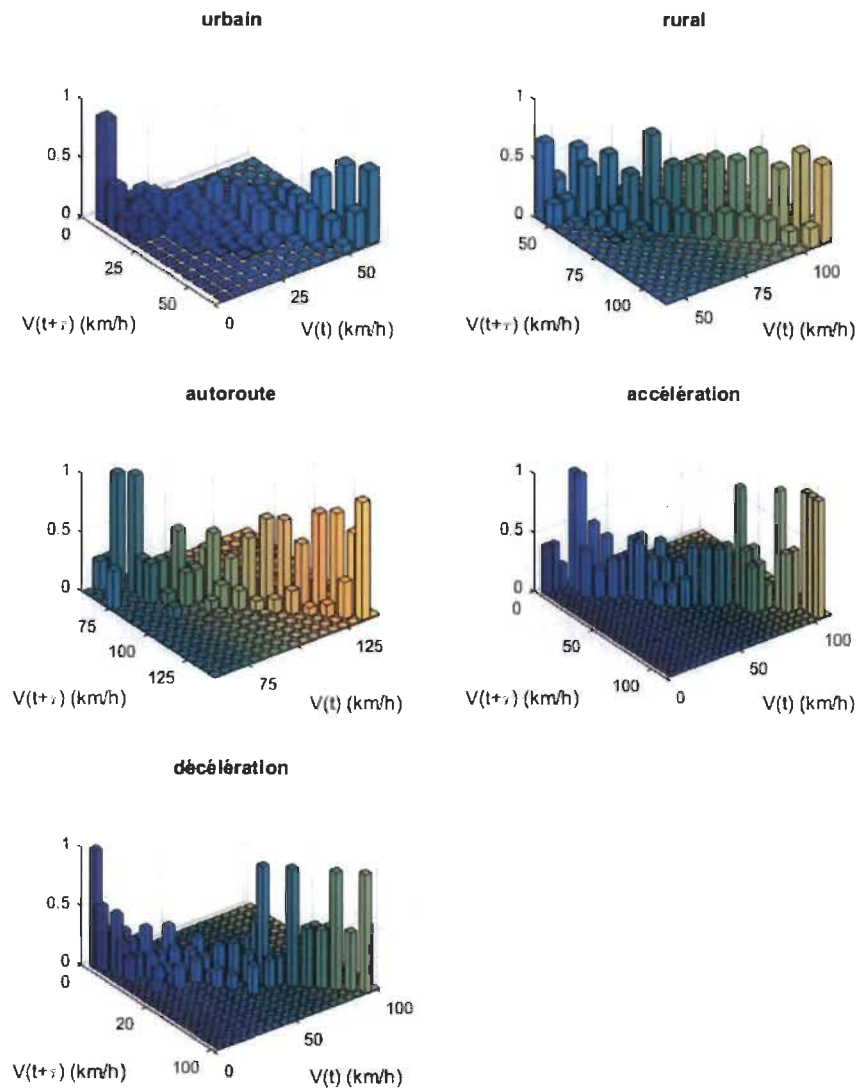 urbain
1
0.5
0
0
25
50
V(t+τ) (km/h)
0
25
50
V(t) (km/h)
rural
1
0.5
0
50
75
100
V(t+τ) (km/h)
50
75
100
V(t) (km/h)
autoroute
1
0.5
0
75
100
125
V(t+τ) (km/h)
75
125
V(t) (km/h)
accélération
1
0.5
0
0
50
100
V(t+τ) (km/h)
0
50
100
V(t) (km/h)
décélération
1
0.5
0
0
20
100
V(t+τ) (km/h)
0
50
100
V(t) (km/h)